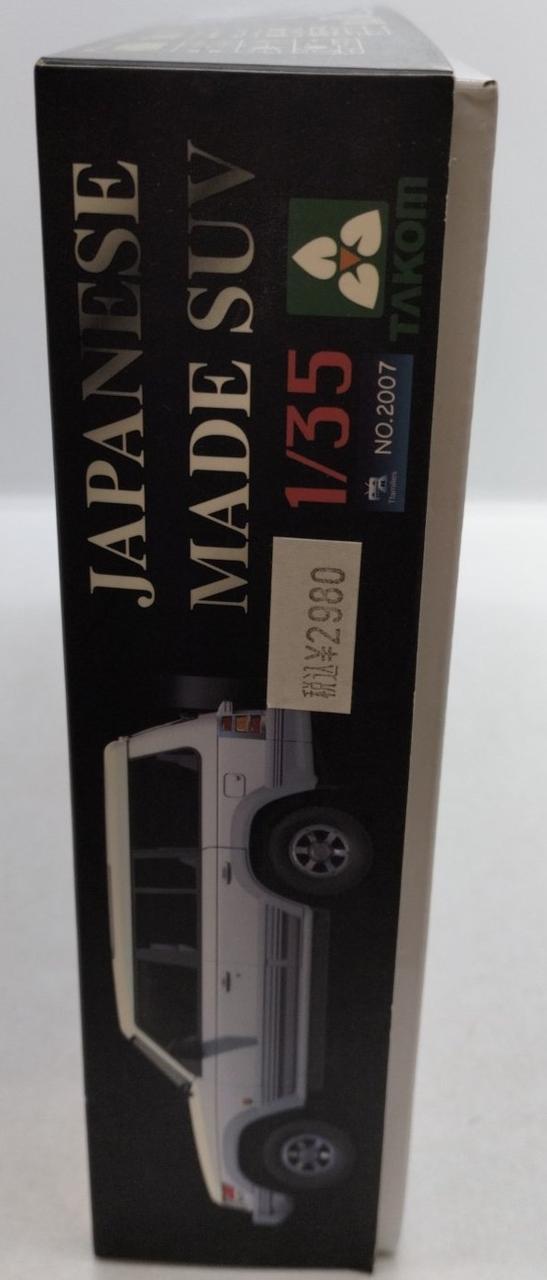 JAPANESE
MADE SUV
1/35
TAKOM
NO.2007
税込¥2980